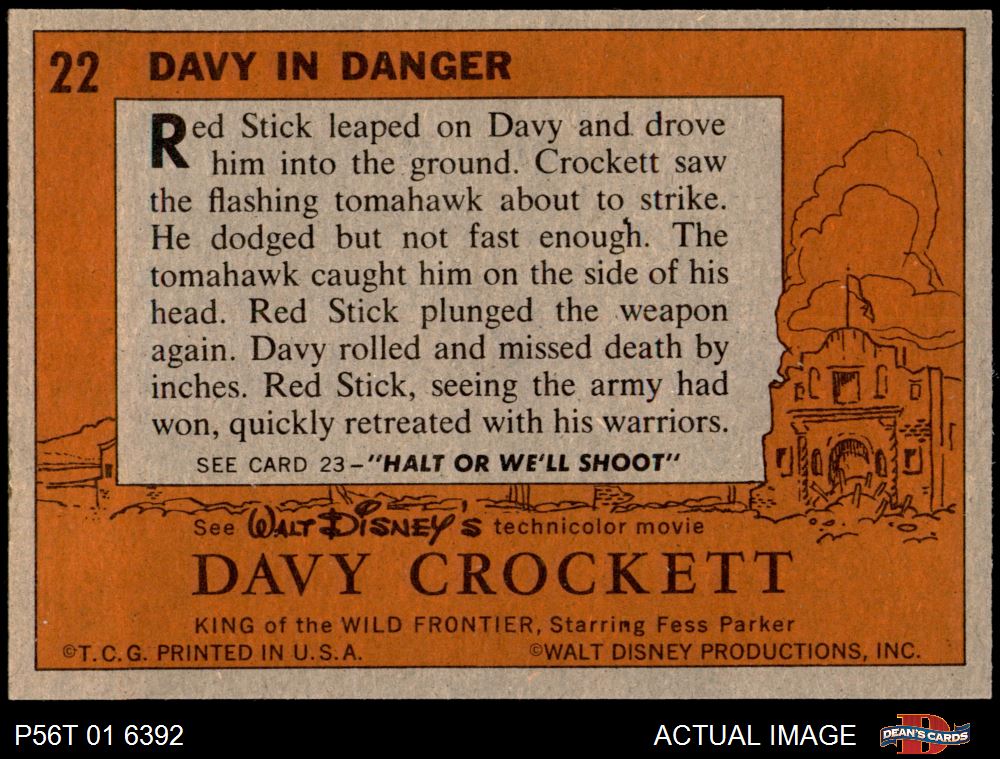 22 DAVY IN DANGER
Red Stick leaped on Davy and drove
him into the ground. Crockett saw
the flashing tomahawk about to strike.
He dodged but not fast enough. The
tomahawk caught him on the side of his
head. Red Stick plunged the weapon
again. Davy rolled and missed death by
inches. Red Stick, seeing the army had
won, quickly retreated with his warriors.
SEE CARD 23-"HALT OR WE'LL SHOOT"
See WALT DISNEY'S technicolor movie
DAVY CROCKETT
KING of the WILD FRONTIER, Starring Fess Parker
©T.C.G. PRINTED IN U.S.A. ©WALT DISNEY PRODUCTIONS, INC.
P56T 01 6392 ACTUAL IMAGE D DEAN'S CARDS